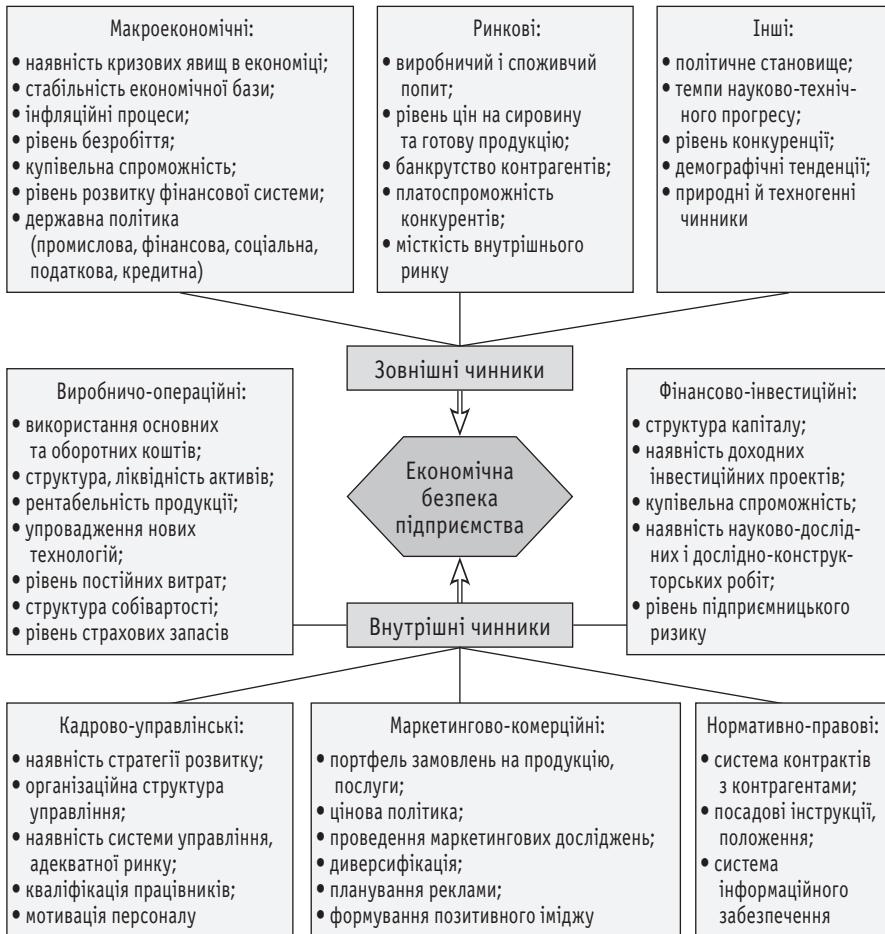 Макроекономічні:
• наявність кризових явищ в економіці;
• стабільність економічної бази;
• інфляційні процеси;
• рівень безробіття;
• купівельна спроможність;
• рівень розвитку фінансової системи;
• державна політика
(промислова, фінансова, соціальна,
податкова, кредитна)
Ринкові:
• виробничий і споживчий
попит;
• рівень цін на сировину
та готову продукцію;
• банкрутство контрагентів;
• платоспроможність
конкурентів;
• місткість внутрішнього
ринку
Інші:
• політичне становище;
• темпи науково-техніч-
ного прогресу;
• рівень конкуренції;
• демографічні тенденції;
• природні й техногенні
чинники
Зовнішні чинники
Виробничо-операційні:
• використання основних
та оборотних коштів;
• структура, ліквідність активів;
• рентабельність продукції;
• упровадження нових
технологій;
• рівень постійних витрат;
• структура собівартості;
• рівень страхових запасів
Економічна
безпека
підприємства
Фінансово-інвестиційні:
• структура капіталу;
• наявність доходних
інвестиційних проектів;
• купівельна спроможність;
• наявність науково-дослід-
них і дослідно-конструк-
торських робіт;
• рівень підприємницького
ризику
Внутрішні чинники
Кадрово-управлінські:
• наявність стратегії розвитку;
• організаційна структура
управління;
• наявність системи управління,
адекватної ринку;
• кваліфікація працівників;
• мотивація персоналу
Маркетингово-комерційні:
• портфель замовлень на продукцію,
послуги;
• цінова політика;
• проведення маркетингових досліджень;
• диверсифікація;
• планування реклами;
• формування позитивного іміджу
Нормативно-правові:
• система контрактів
з контрагентами;
• посадові інструкції,
положення;
• система
інформаційного
забезпечення